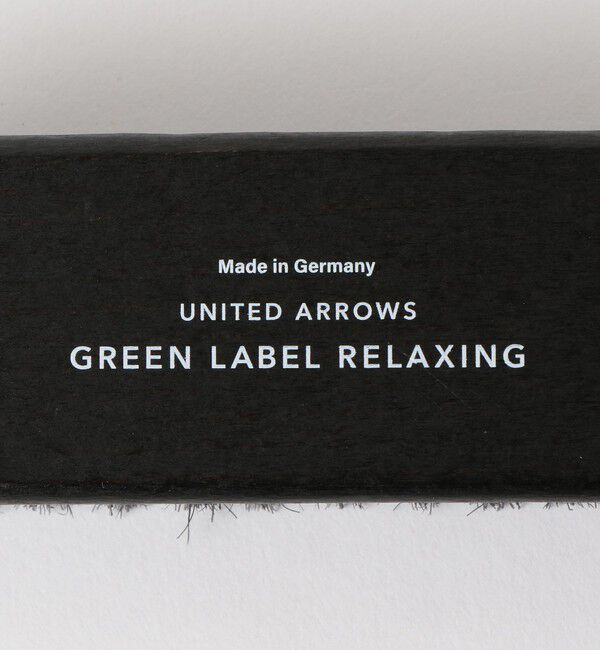 Made in Germany
UNITED ARROWS
GREEN LABEL RELAXING